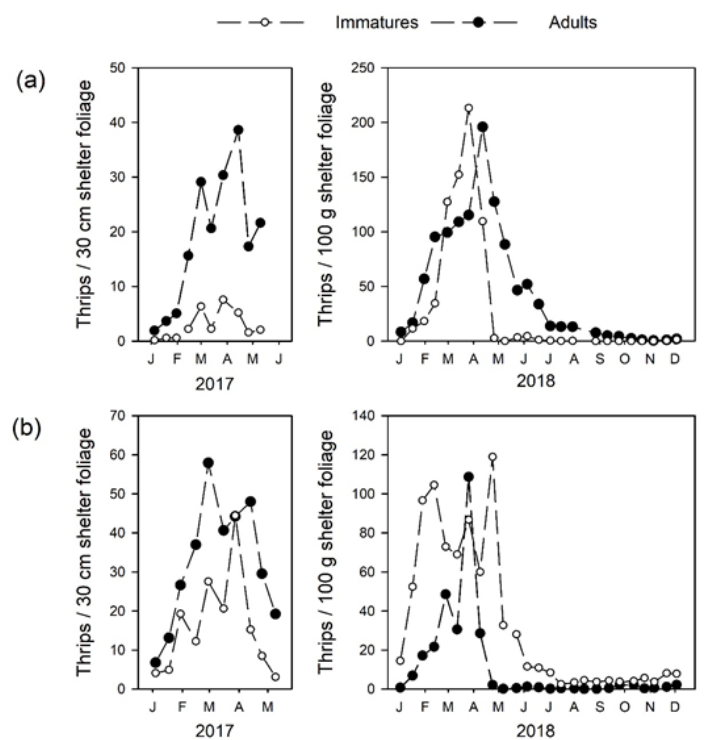 Immatures Adults
(a)
Thrips / 30 cm shelter foliage
50
40
30
20
10
0
J F M A M J
2017
Thrips / 100 g shelter foliage
250
200
150
100
50
0
J F M A M J J A S O N D
2018
(b)
Thrips / 30 cm shelter foliage
70
60
50
40
30
20
10
0
J F M A M
2017
Thrips / 100 g shelter foliage
140
120
100
80
60
40
20
0
J F M A M J J A S O N D
2018